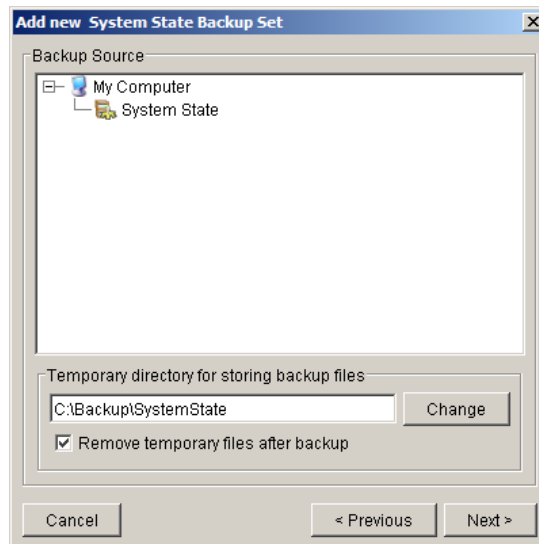 Add new System State Backup Set
Backup Source
My Computer
System State
Temporary directory for storing backup files
C:\Backup\SystemState
Change
Remove temporary files after backup
Cancel
< Previous
Next >